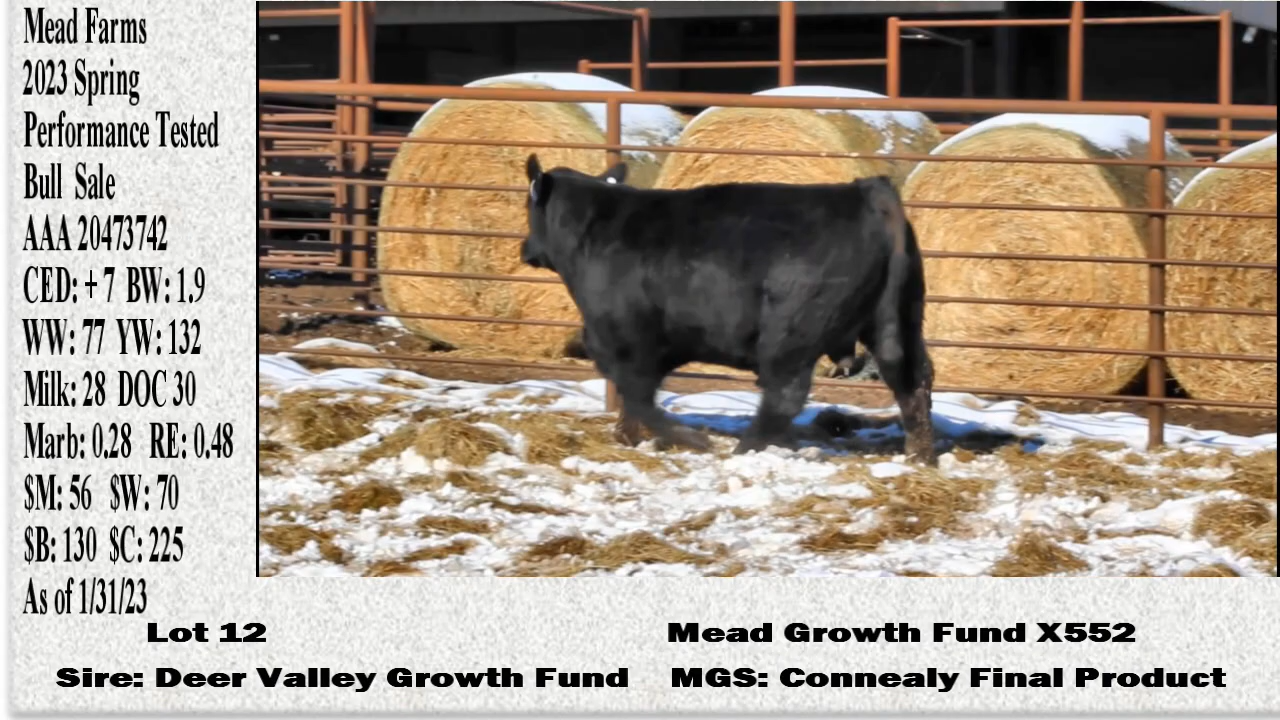 Mead Farms
2023 Spring
Performance Tested
Bull Sale
AAA 20473742
CED: + 7 BW: 1.9
WW: 77 YW: 132
Milk: 28 DOC 30
Marb: 0.28 RE: 0.48
$M: 56 $W: 70
$B: 130 $C: 225
As of 1/31/23
Lot 12 Mead Growth Fund X552
Sire: Deer Valley Growth Fund MGS: Connealy Final Product